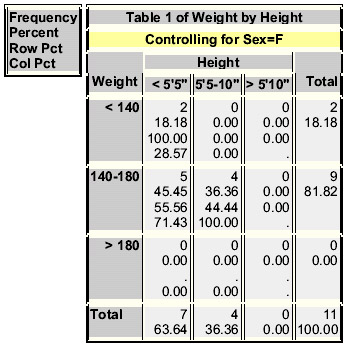 Frequency
Percent
Row Pct
Col Pct
Table 1 of Weight by Height
Controlling for Sex=F
Height
Weight < 5'5" 5'5-10" > 5'10" Total
< 140 2 0 0 2
18.18 0.00 0.00 18.18
100.00 0.00 0.00
28.57 0.00 .
140-180 5 4 0 9
45.45 36.36 0.00 81.82
55.56 44.44 0.00
71.43 100.00 .
> 180 0 0 0 0
0.00 0.00 0.00 0.00
. . .
0.00 0.00 .
Total 7 4 0 11
63.64 36.36 0.00 100.00